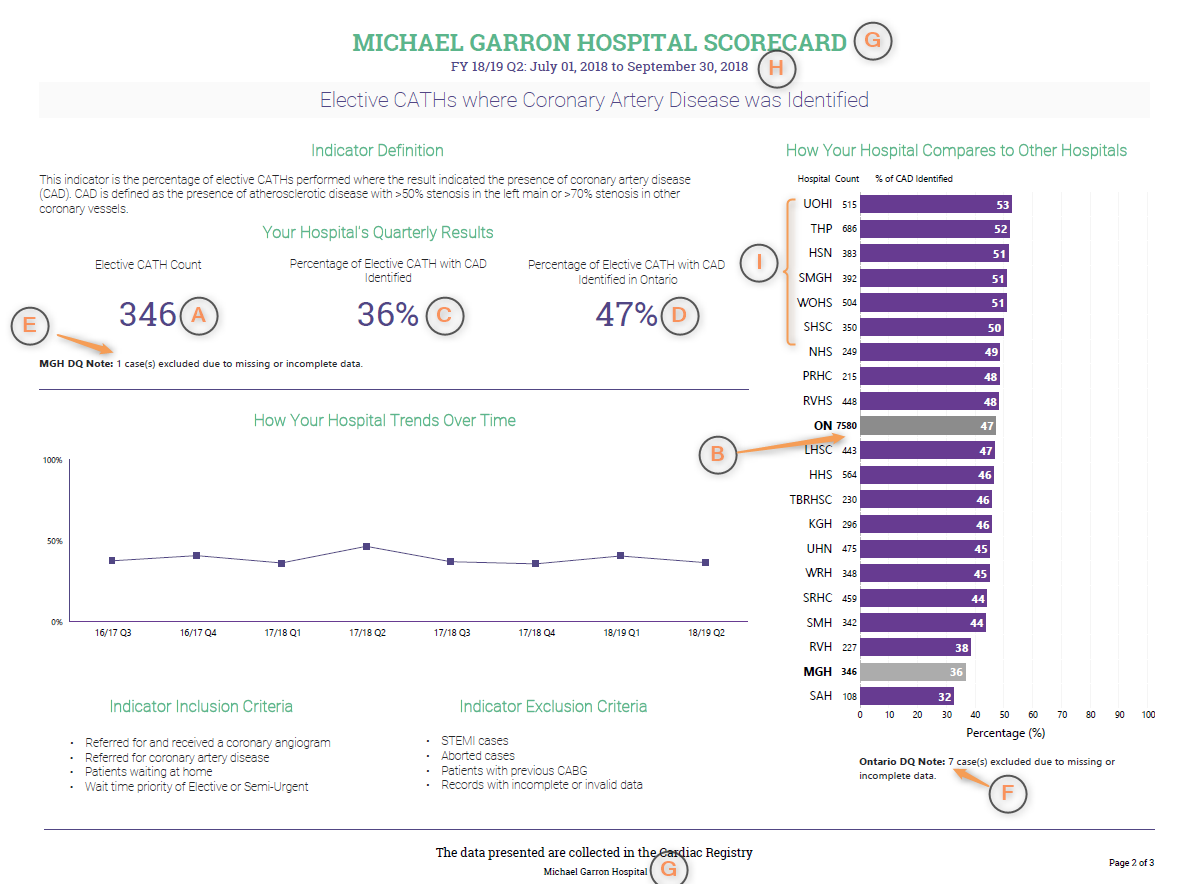 MICHAEL GARRON HOSPITAL SCORECARD G
FY 18/19 Q2: July 01, 2018 to September 30, 2018 H
Elective CATHs where Coronary Artery Disease was Identified
Indicator Definition
This indicator is the percentage of elective CATHs performed where the result indicated the presence of coronary artery disease
(CAD). CAD is defined as the presence of atherosclerotic disease with >50% stenosis in the left main or >70% stenosis in other
coronary vessels.
Your Hospital's Quarterly Results
Elective CATH Count
346 A
Percentage of Elective CATH with CAD
Identified
36% C
Percentage of Elective CATH with CAD
Identified in Ontario
47% D
E
MGH DQ Note: 1 case(s) excluded due to missing or incomplete data.
How Your Hospital Trends Over Time
100%
50%
0%
16/17 Q3 16/17 Q4 17/18 Q1 17/18 Q2 17/18 Q3 17/18 Q4 18/19 Q1 18/19 Q2
Indicator Inclusion Criteria
• Referred for and received a coronary angiogram
• Referred for coronary artery disease
• Patients waiting at home
• Wait time priority of Elective or Semi-Urgent
Indicator Exclusion Criteria
• STEMI cases
• Aborted cases
• Patients with previous CABG
• Records with incomplete or invalid data
How Your Hospital Compares to Other Hospitals
Hospital Count % of CAD Identified
I
B
UOHI 515 53
THP 686 52
HSN 383 51
SMGH 392 51
WOHS 504 51
SHSC 350 50
NHS 249 49
PRHC 215 48
RVHS 448 48
ON 7580 47
LHSC 443 47
HHS 564 46
TBRHSC 230 46
KGH 296 46
UHN 475 45
WRH 348 45
SRHC 459 44
SMH 342 44
RVH 227 38
MGH 346 36
SAH 108 32
0 10 20 30 40 50 60 70 80 90 100
Percentage (%)
Ontario DQ Note: 7 case(s) excluded due to missing or
incomplete data.
F
The data presented are collected in the Cardiac Registry
Michael Garron Hospital G
Page 2 of 3